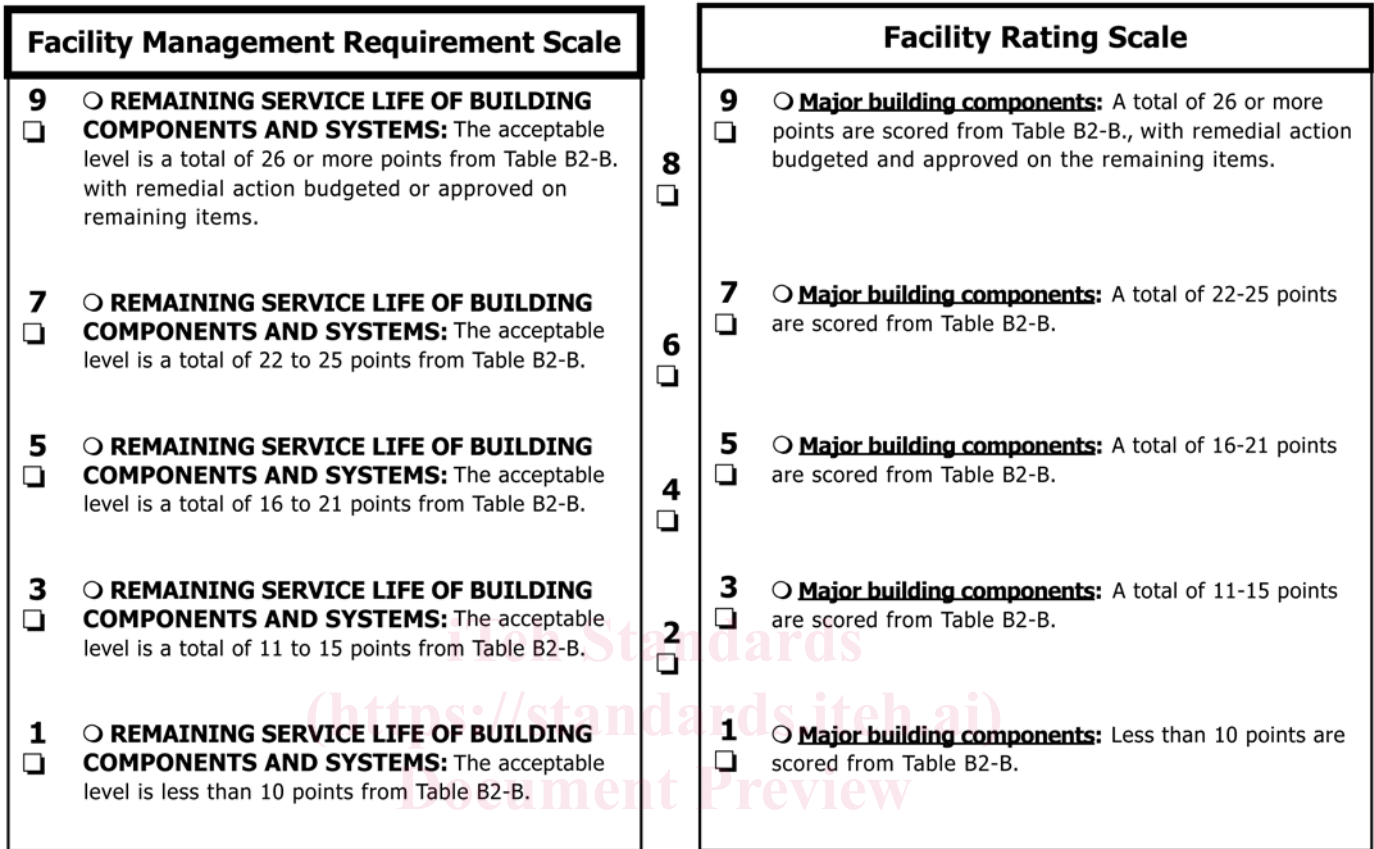 Facility Management Requirement Scale
9 ❍ REMAINING SERVICE LIFE OF BUILDING
❏ COMPONENTS AND SYSTEMS: The acceptable
level is a total of 26 or more points from Table B2-B.
with remedial action budgeted or approved on
remaining items.
7 ❍ REMAINING SERVICE LIFE OF BUILDING
❏ COMPONENTS AND SYSTEMS: The acceptable
level is a total of 22 to 25 points from Table B2-B.
5 ❍ REMAINING SERVICE LIFE OF BUILDING
❏ COMPONENTS AND SYSTEMS: The acceptable
level is a total of 16 to 21 points from Table B2-B.
3 ❍ REMAINING SERVICE LIFE OF BUILDING
❏ COMPONENTS AND SYSTEMS: The acceptable
level is a total of 11 to 15 points from Table B2-B.
1 ❍ REMAINING SERVICE LIFE OF BUILDING
❏ COMPONENTS AND SYSTEMS: The acceptable
level is less than 10 points from Table B2-B.
8
❏
6
❏
4
❏
2
❏
Facility Rating Scale
9 ❍ Major building components: A total of 26 or more
❏ points are scored from Table B2-B., with remedial action
budgeted and approved on the remaining items.
7 ❍ Major building components: A total of 22-25 points
❏ are scored from Table B2-B.
5 ❍ Major building components: A total of 16-21 points
❏ are scored from Table B2-B.
3 ❍ Major building components: A total of 11-15 points
❏ are scored from Table B2-B.
1 ❍ Major building components: Less than 10 points are
❏ scored from Table B2-B.
iTeh Standards
(https://standards.iteh.ai)
Document Preview